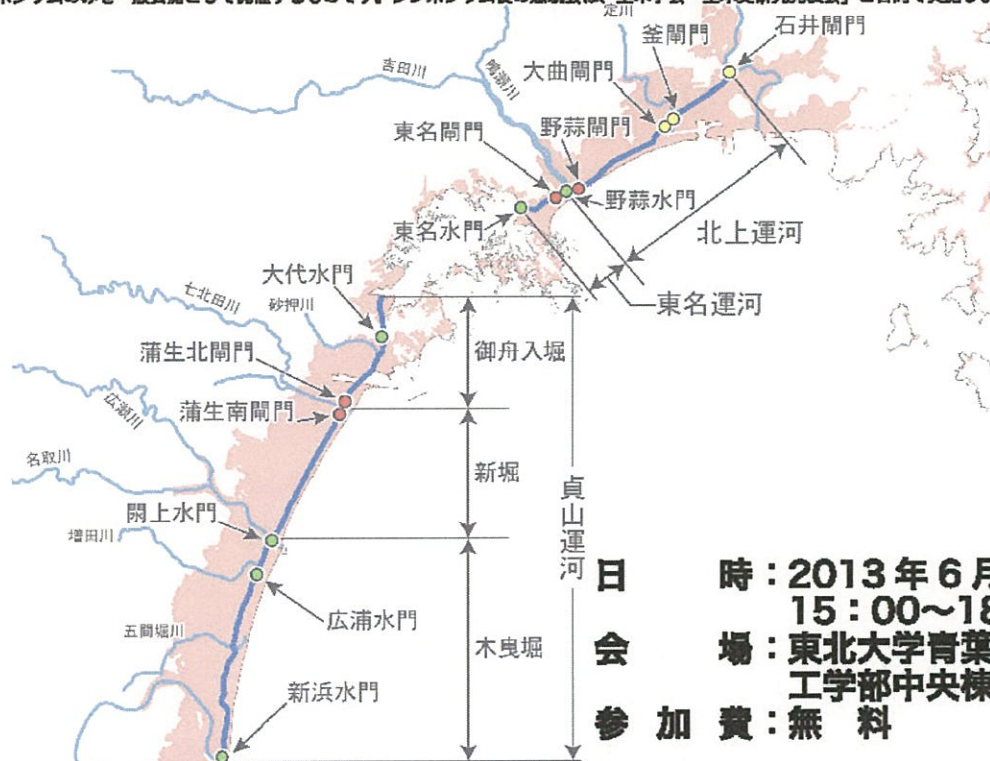 定川
石井閘門
釜閘門
大曲閘門
吉田川
鳴瀬川
東名閘門
野蒜閘門
野蒜水門
東名水門
北上運河
東名運河
大代水門
七北田川
砂押川
御舟入堀
蒲生北閘門
蒲生南閘門
広瀬川
新堀
名取川
貞山運河
閖上水門
増田川
広浦水門
五間堀川
木曳堀
新浜水門
日 時：2013年6月
15：00～18
会 場：東北大学青葉
工学部中央棟
参加費：無 料